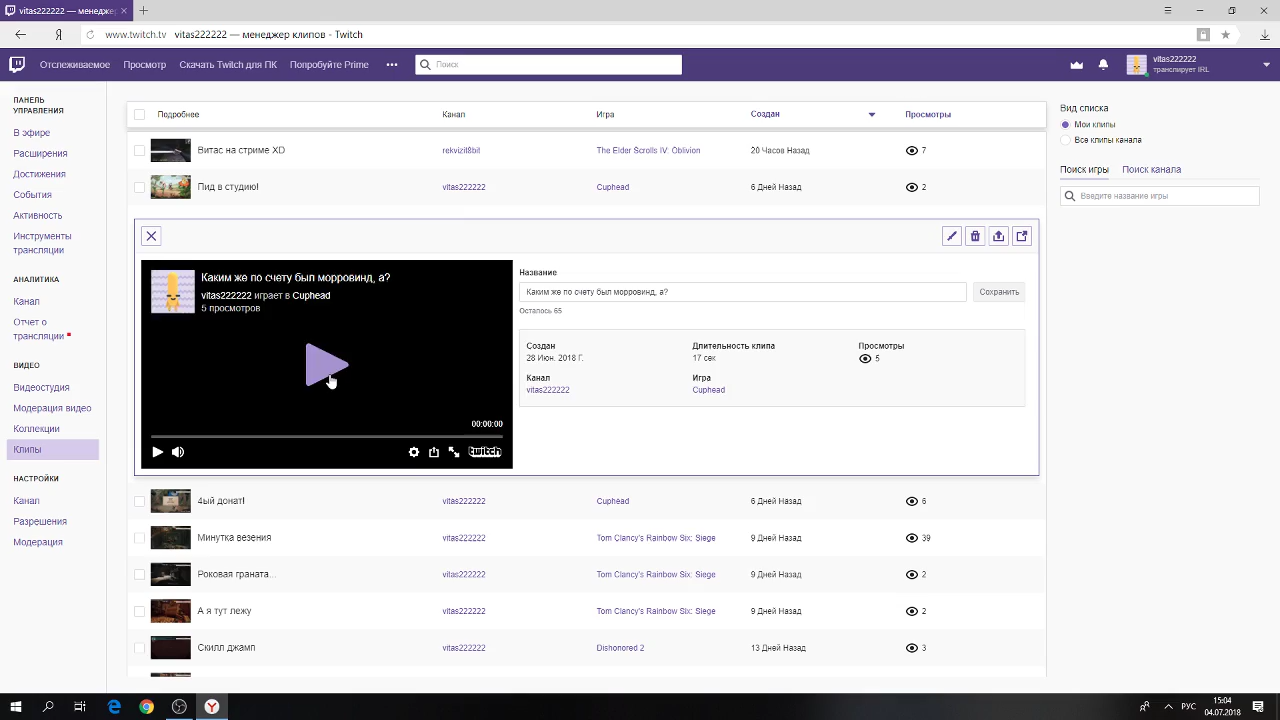 vitas222222 — менеджер
www.twitch.tv vitas222222 — менеджер клипов - Twitch
Отслеживаемое Просмотр Скачать Twitch для ПК Попробуйте Prime ••• Поиск
vitas222222
транслирует IRL
ПАНЕЛЬ
УПРАВЛЕНИЯ
В эфире
Расширения
Достижения
События
Активность
Инструменты
трансляции
АНАЛИТИКА
Канал
Отчет о
трансляции
ВИДЕО
Видеостудия
Модерация видео
Коллекции
Клипы
НАСТРОЙКИ
Канал
Разрешения
Модерация
Подробнее Канал Игра Создан Просмотры
Витас на стриме XD rekvizit8bit The Elder Scrolls IV: Oblivion 20 Часов Назад 7
Пид в студию! vitas222222 Cuphead 6 Дней Назад 2
Каким же по счету был морровинд, а?
vitas222222 играет в Cuphead
5 просмотров
00:00:00
twitch
Название
Каким же по счету был морровинд, а? Сохранить
Осталось 65
Создан Длительность клипа Просмотры
28 Июн. 2018 Г. 17 сек 5
Канал Игра
vitas222222 Cuphead
4ый донат! vitas222222 Cuphead 6 Дней Назад 6
Минутка везения vitas222222 Tom Clancy's Rainbow Six: Siege 9 Дней Назад 39
Роковая граната... vitas222222 Tom Clancy's Rainbow Six: Siege 9 Дней Назад 2
А я тут лежу vitas222222 Tom Clancy's Rainbow Six: Siege 9 Дней Назад 2
Скилл джамп vitas222222 Dishonored 2 13 Дней Назад 3
Вид списка
Мои клипы
Все клипы канала
Поиск игры Поиск канала
Введите название игры
РУС
15:04
04.07.2018